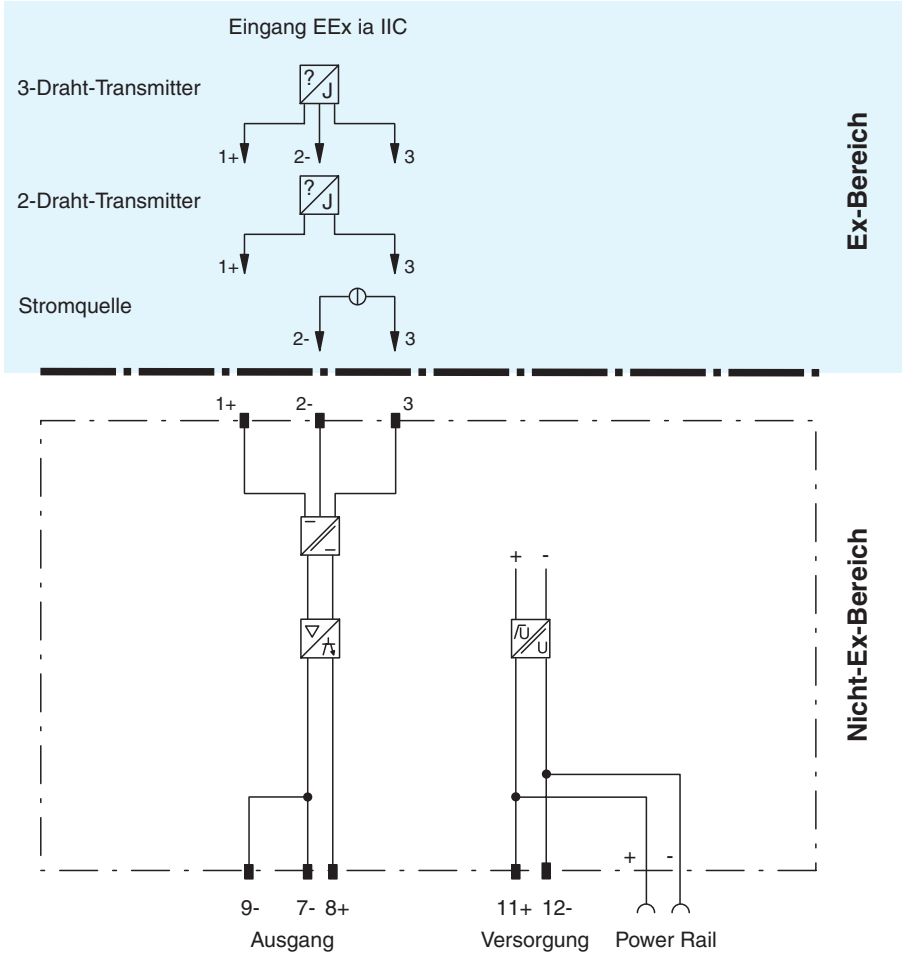 Eingang EEx ia IIC
3-Draht-Transmitter
?
J
1+ 2- 3
2-Draht-Transmitter
?
J
1+ 3
Stromquelle
2- 3
Ex-Bereich
1+ 2- 3
+ -
U
U
Nicht-Ex-Bereich
+ -
9- 7- 8+ 11+ 12-
Ausgang Versorgung Power Rail